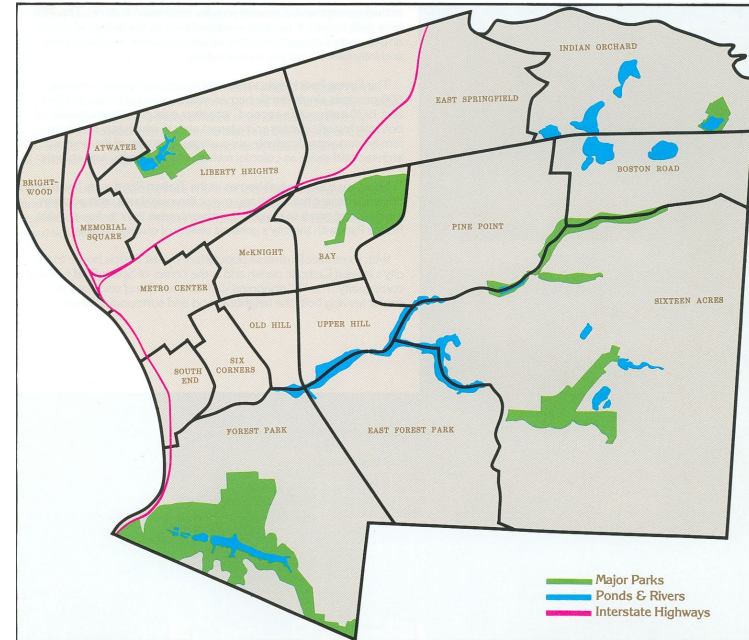 INDIAN ORCHARD
EAST SPRINGFIELD
ATWATER
LIBERTY HEIGHTS
BOSTON ROAD
BRIGHT-
WOOD
MEMORIAL
SQUARE
PINE POINT
McKNIGHT
BAY
METRO CENTER
SIXTEEN ACRES
OLD HILL
UPPER HILL
SIX
CORNERS
SOUTH
END
FOREST PARK
EAST FOREST PARK
Major Parks
Ponds & Rivers
Interstate Highways